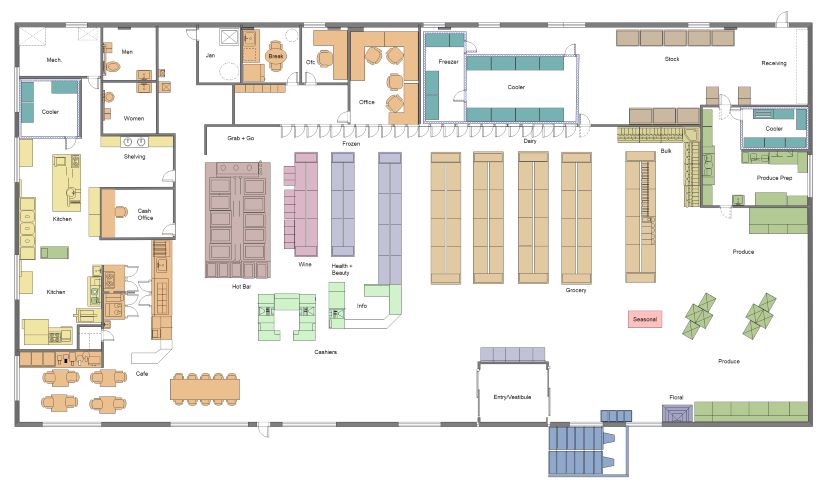 Mech.
Men
Jan
Break
Ofc
Office
Freezer
Cooler
Stock
Receiving
Cooler
Women
Cooler
Grab + Go
Frozen
Dairy
Bulk
Shelving
Produce Prep
Kitchen
Cash
Office
Produce
Wine
Health +
Beauty
Hot Bar
Grocery
Kitchen
Info
Seasonal
Cashiers
Produce
Cafe
Entry/Vestibule
Floral